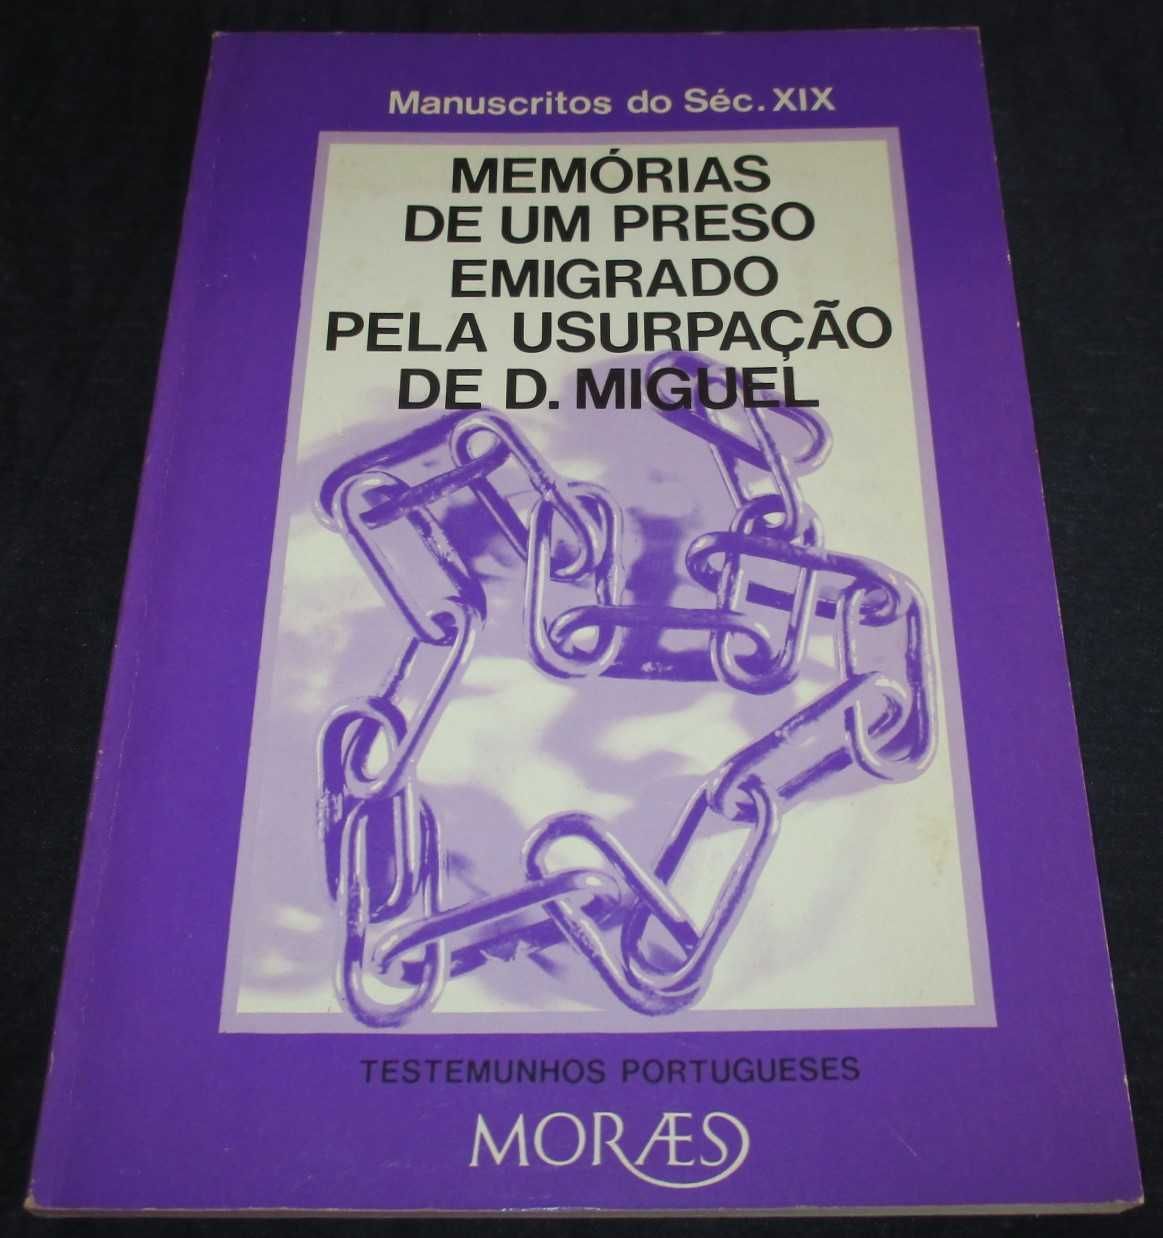 Manuscritos do Séc. XIX
MEMÓRIAS
DE UM PRESO
EMIGRADO
PELA USURPAÇÃO
DE D. MIGUEL
TESTEMUNHOS PORTUGUESES
MORÆS